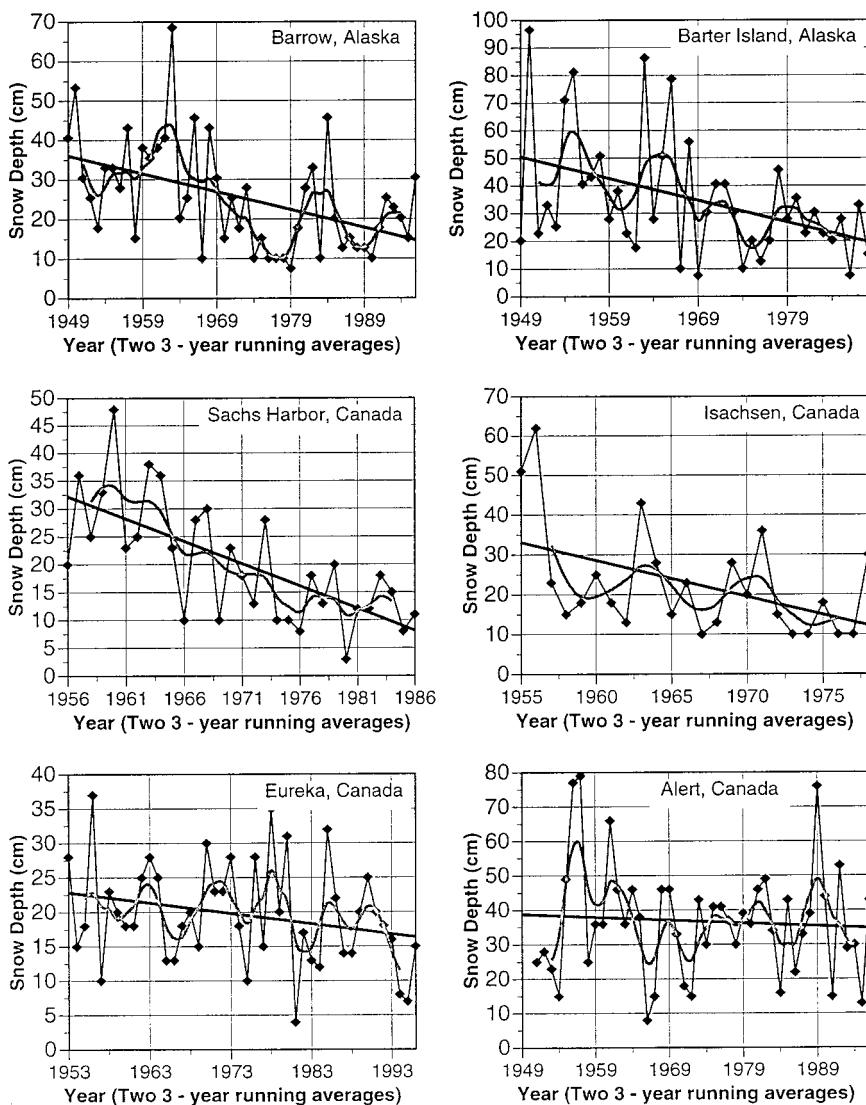 Barrow, Alaska
Snow Depth (cm)
70
60
50
40
30
20
10
0
1949 1959 1969 1979 1989
Year (Two 3 - year running averages)
Barter Island, Alaska
Snow Depth (cm)
100
90
80
70
60
50
40
30
20
10
0
1949 1959 1969 1979
Year (Two 3 - year running averages)
Sachs Harbor, Canada
Snow Depth (cm)
50
45
40
35
30
25
20
15
10
5
0
1956 1961 1966 1971 1976 1981 1986
Year (Two 3 - year running averages)
Isachsen, Canada
Snow Depth (cm)
70
60
50
40
30
20
10
0
1955 1960 1965 1970 1975
Year (Two 3 - year running averages)
Eureka, Canada
Snow Depth (cm)
40
35
30
25
20
15
10
5
0
1953 1963 1973 1983 1993
Year (Two 3 - year running averages)
Alert, Canada
Snow Depth (cm)
80
70
60
50
40
30
20
10
0
1949 1959 1969 1979 1989
Year (Two 3 - year running averages)